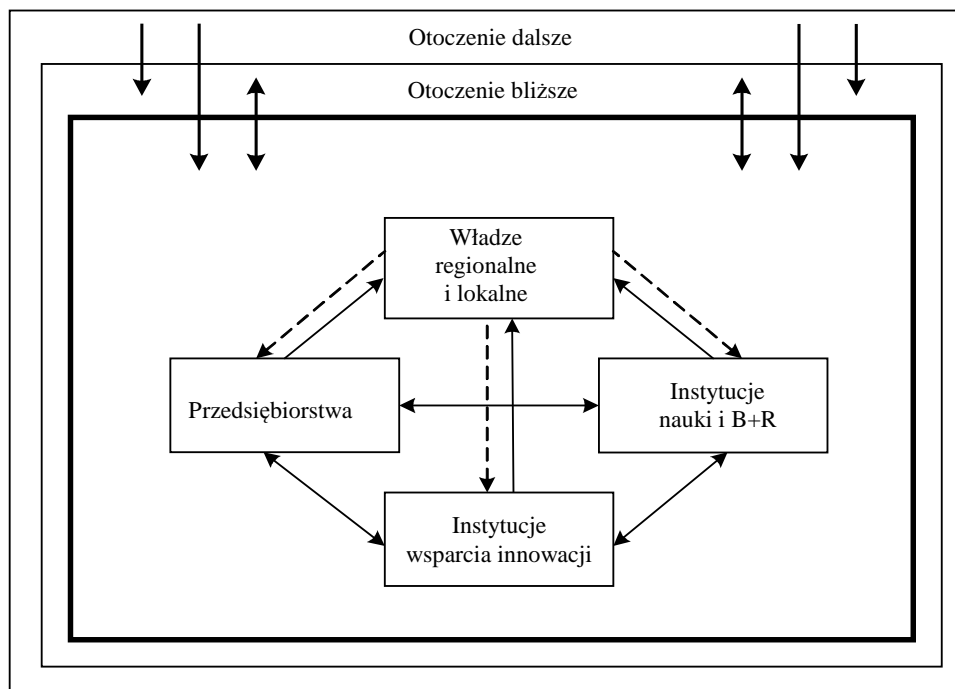 Otoczenie dalsze
Otoczenie bliższe
Władze
regionalne
i lokalne
Przedsiębiorstwa
Instytucje
nauki i B+R
Instytucje
wsparcia innowacji